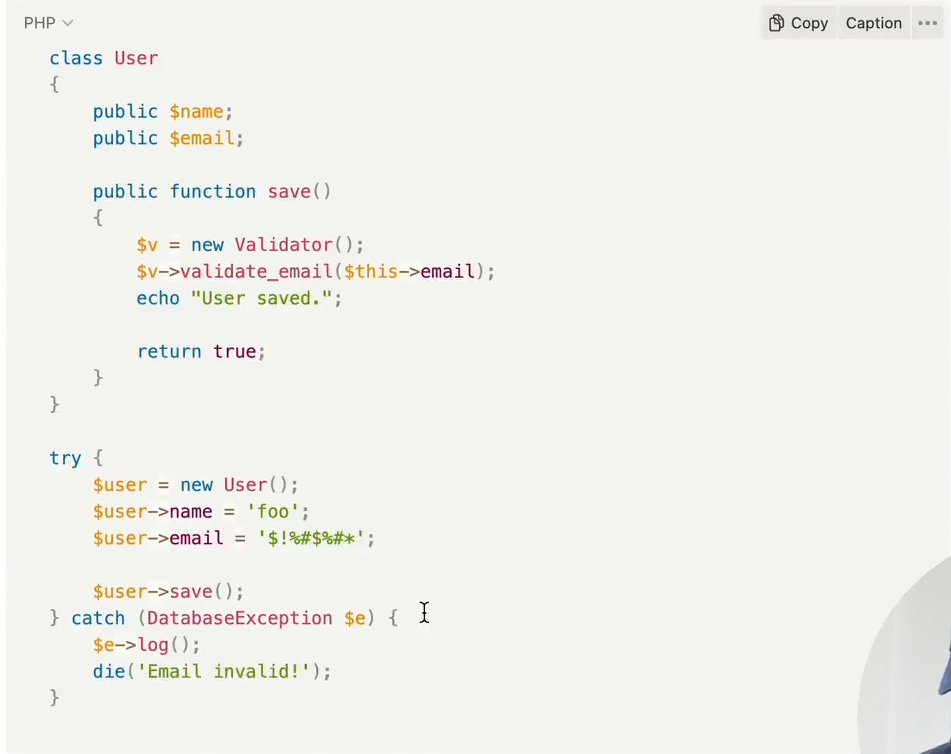 PHP
Copy Caption
class User
{
    public $name;
    public $email;

    public function save()
    {
        $v = new Validator();
        $v->validate_email($this->email);
        echo "User saved.";

        return true;
    }
}

try {
    $user = new User();
    $user->name = 'foo';
    $user->email = '$!%#$%#*';

    $user->save();
} catch (DatabaseException $e) {
    $e->log();
    die('Email invalid!');
}